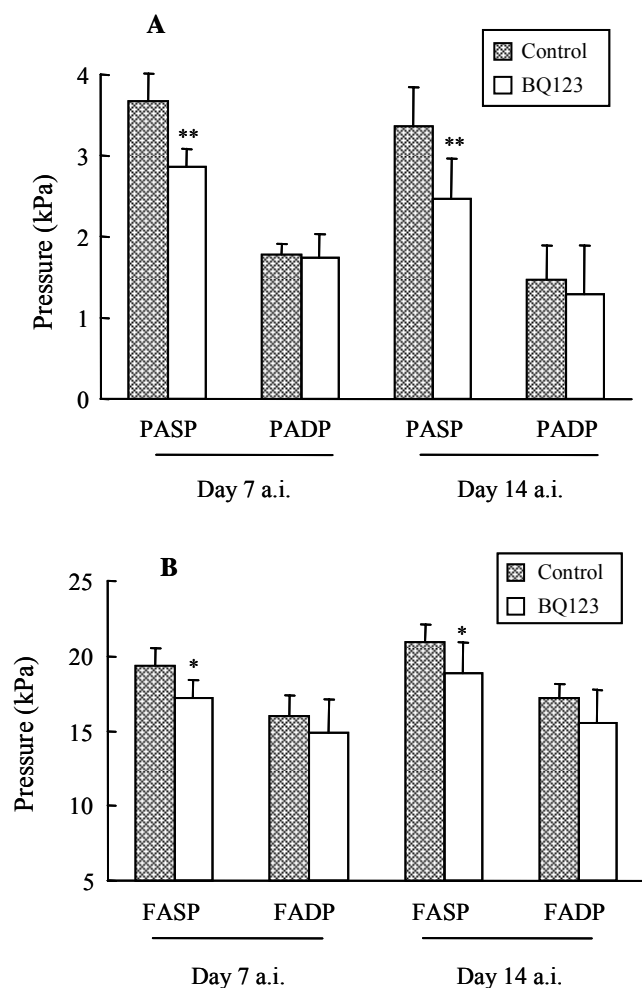 A
Control
BQ123
4
3
2
1
0
Pressure (kPa)
**
**
PASP PADP PASP PADP
Day 7 a.i. Day 14 a.i.
B
Control
BQ123
25
20
15
10
5
Pressure (kPa)
*
*
FASP FADP FASP FADP
Day 7 a.i. Day 14 a.i.